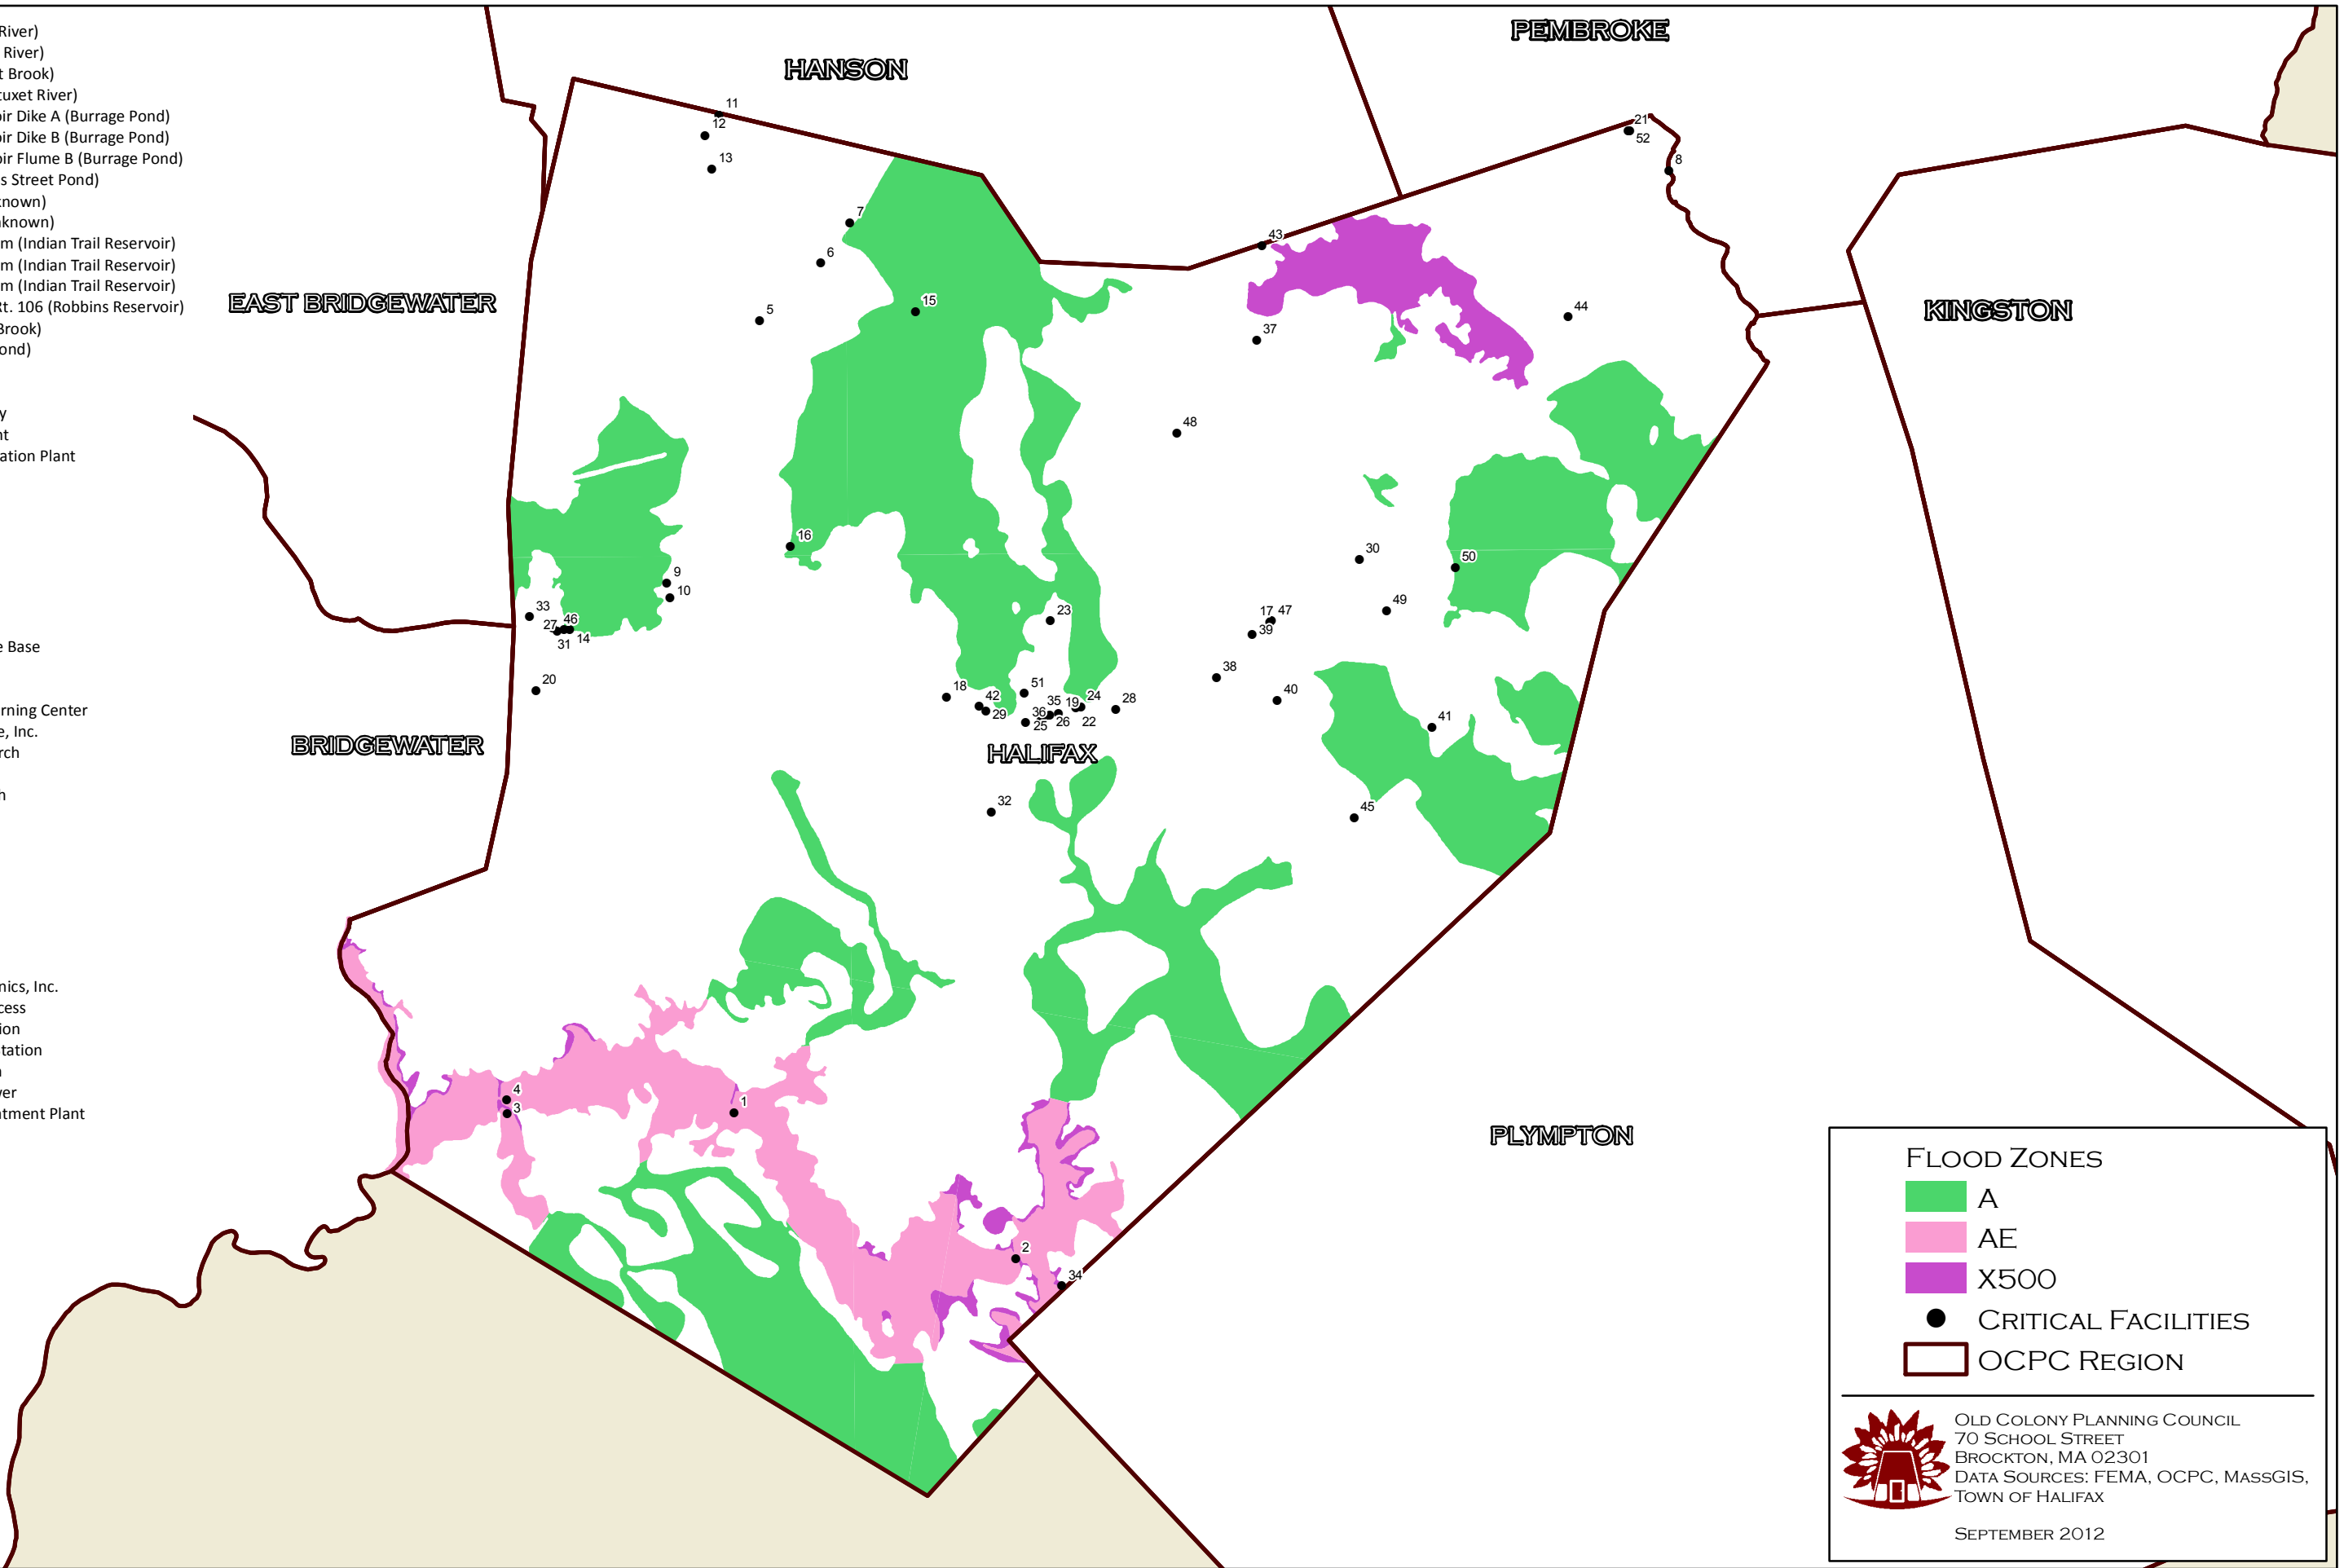 River)
River)
t Brook)
tuxet River)
oir Dike A (Burrage Pond)
oir Dike B (Burrage Pond)
oir Flume B (Burrage Pond)
s Street Pond)
known)
nknown)
m (Indian Trail Reservoir)
m (Indian Trail Reservoir)
m (Indian Trail Reservoir)
Rt. 106 (Robbins Reservoir)
Brook)
ond)
y
nt
ation Plant
e Base
rning Center
e, Inc.
rch
h
nics, Inc.
cess
ion
tation
n
ver
atment Plant
HANSON
PEMBROKE
EAST BRIDGEWATER
KINGSTON
BRIDGEWATER
HALIFAX
PLYMPTON
11
12
13
21
52
8
7
6
43
15
5
44
37
48
16
30
50
9
10
33
27
46
14
31
23
17
47
39
49
20
38
18
42
29
51
36
35
19
24
25
26
22
28
40
41
32
45
4
3
1
2
34
FLOOD ZONES
A
AE
X500
CRITICAL FACILITIES
OCPC REGION
OLD COLONY PLANNING COUNCIL
70 SCHOOL STREET
BROCKTON, MA 02301
DATA SOURCES: FEMA, OCPC, MASSGIS,
TOWN OF HALIFAX
SEPTEMBER 2012